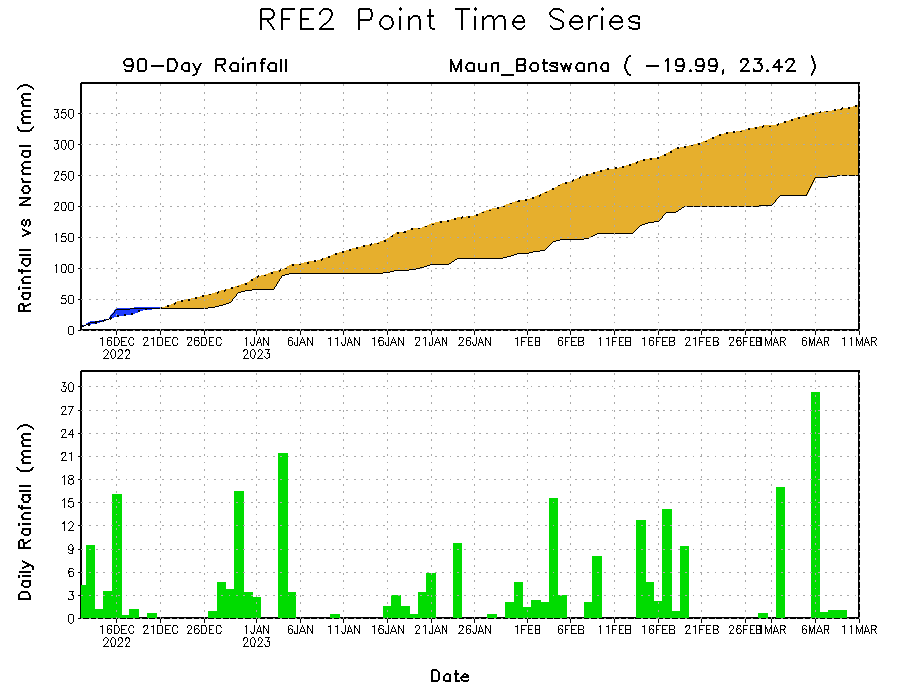 RFE2 Point Time Series
90-Day Rainfall
Maun_Botswana ( -19.99, 23.42 )
Rainfall vs Normal (mm)
350
300
250
200
150
100
50
0
16DEC 21DEC 26DEC 1JAN 6JAN 11JAN 16JAN 21JAN 26JAN 1FEB 6FEB 11FEB 16FEB 21FEB 26FEB 1MAR 6MAR 11MAR
2022 2023
Daily Rainfall (mm)
30
27
24
21
18
15
12
9
6
3
0
16DEC 21DEC 26DEC 1JAN 6JAN 11JAN 16JAN 21JAN 26JAN 1FEB 6FEB 11FEB 16FEB 21FEB 26FEB 1MAR 6MAR 11MAR
2022 2023
Date